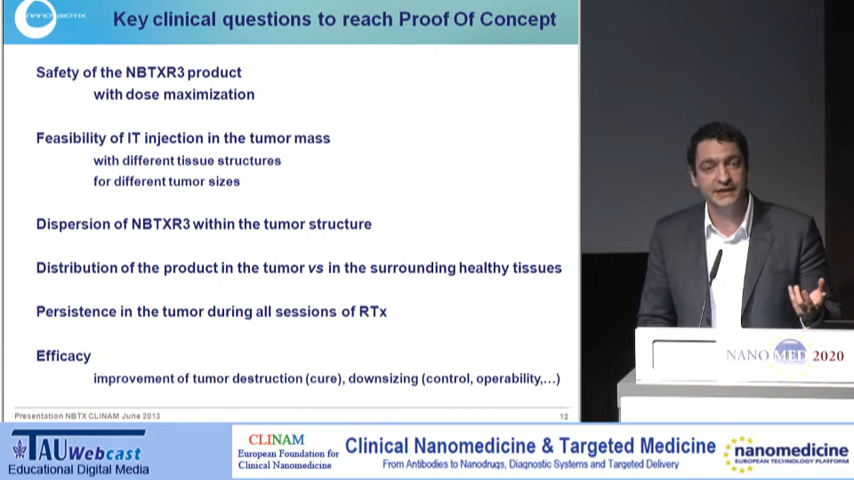 NANOBIOTIX
Key clinical questions to reach Proof Of Concept
Safety of the NBTXR3 product
with dose maximization
Feasibility of IT injection in the tumor mass
with different tissue structures
for different tumor sizes
Dispersion of NBTXR3 within the tumor structure
Distribution of the product in the tumor vs in the surrounding healthy tissues
Persistence in the tumor during all sessions of RTx
Efficacy
improvement of tumor destruction (cure), downsizing (control, operability,...)
Presentation NBTX CLINAM June 2013
12
NANO MED 2020
TAU Webcast
Educational Digital Media
CLINAM
European Foundation for
Clinical Nanomedicine
Clinical Nanomedicine & Targeted Medicine
From Antibodies to Nanodrugs, Diagnostic Systems and Targeted Delivery
nanomedicine
EUROPEAN TECHNOLOGY PLATFORM